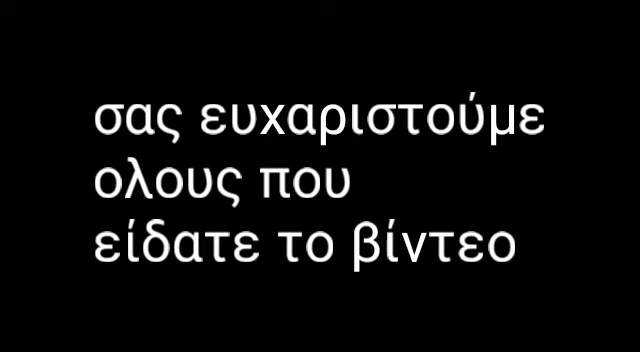 σας ευχαριστούμε
ολους που
είδατε το βίντεο